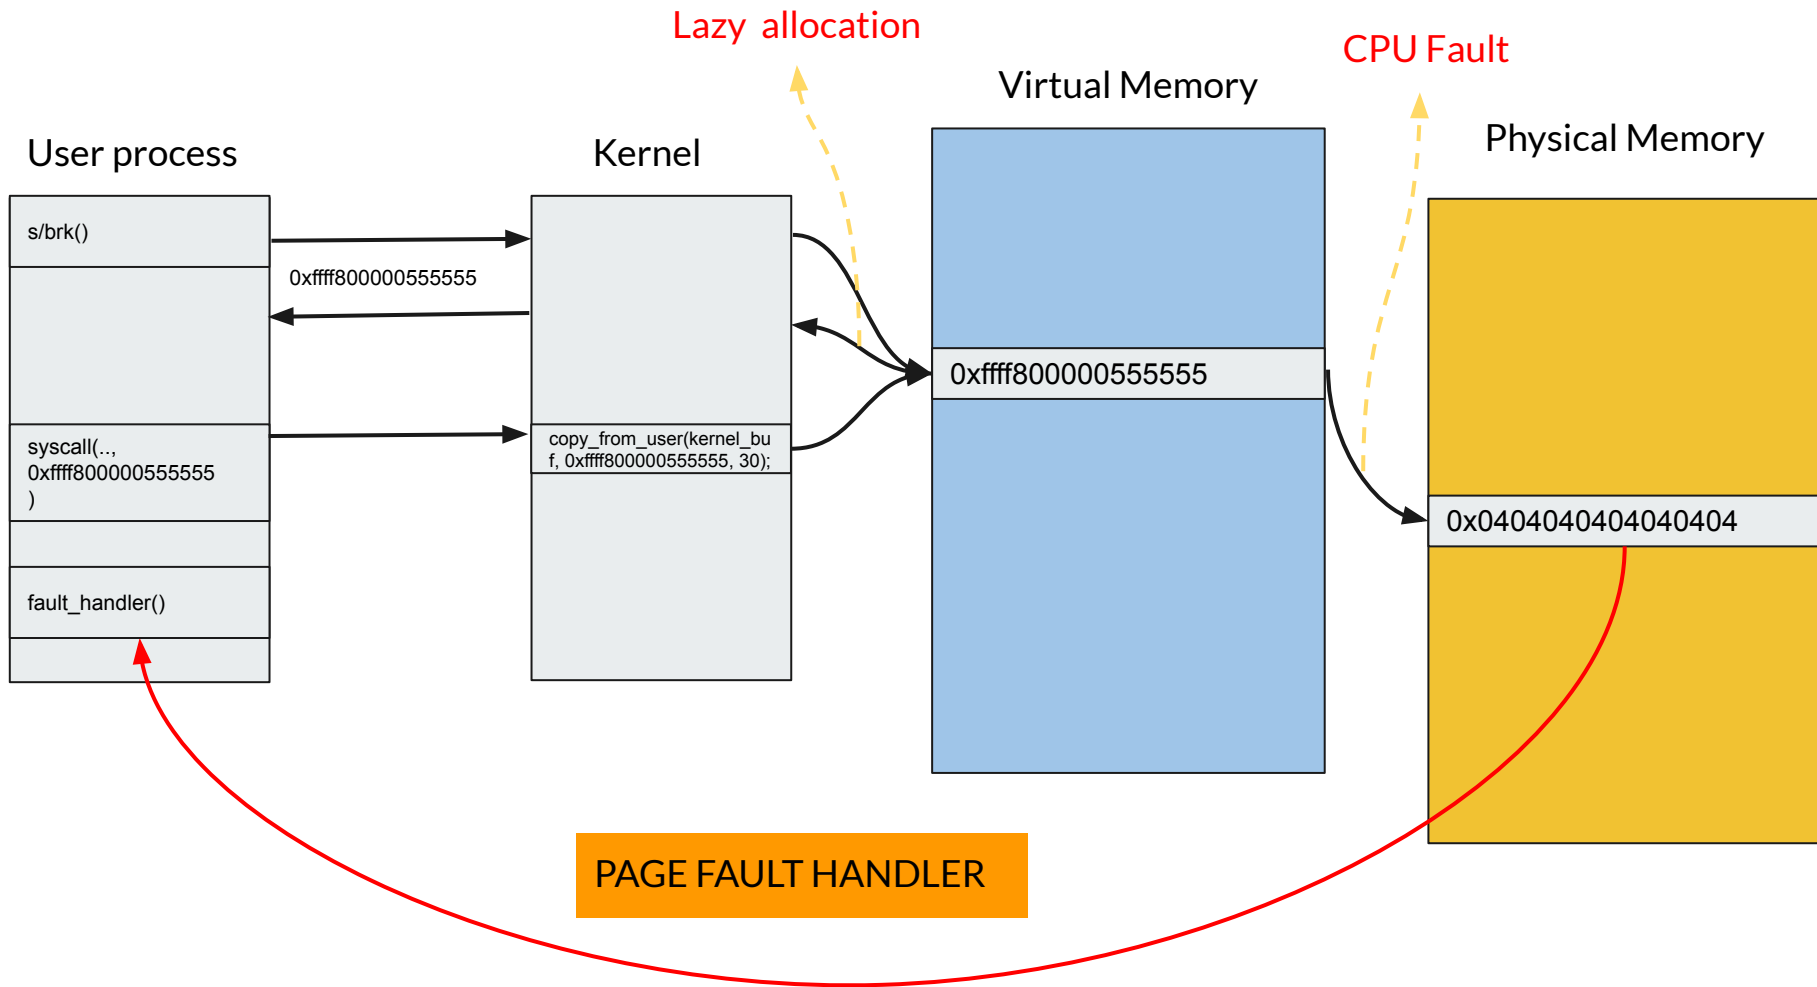 Lazy allocation
CPU Fault
Virtual Memory
Physical Memory
User process
Kernel
s/brk()
0xffff800000555555
0xffff800000555555
syscall(..,
0xffff800000555555
)
copy_from_user(kernel_bu
f, 0xffff800000555555, 30);
0x0404040404040404
fault_handler()
PAGE FAULT HANDLER